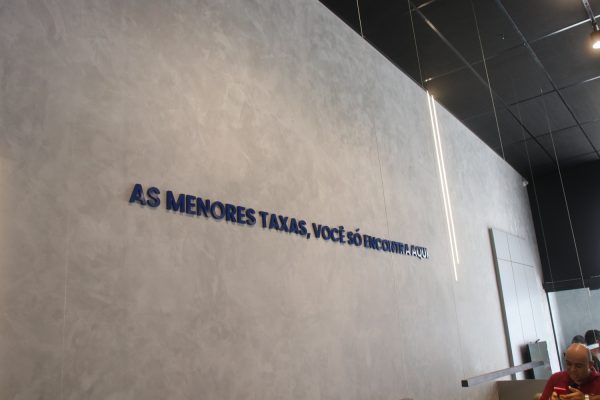 AS MENORES TAXAS, VOCÊ SÓ ENCONTRA AQUI.